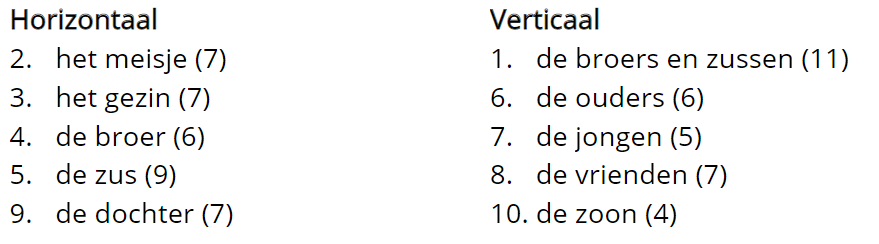 Horizontaal
2. het meisje (7)
3. het gezin (7)
4. de broer (6)
5. de zus (9)
9. de dochter (7)
Verticaal
1. de broers en zussen (11)
6. de ouders (6)
7. de jongen (5)
8. de vrienden (7)
10. de zoon (4)